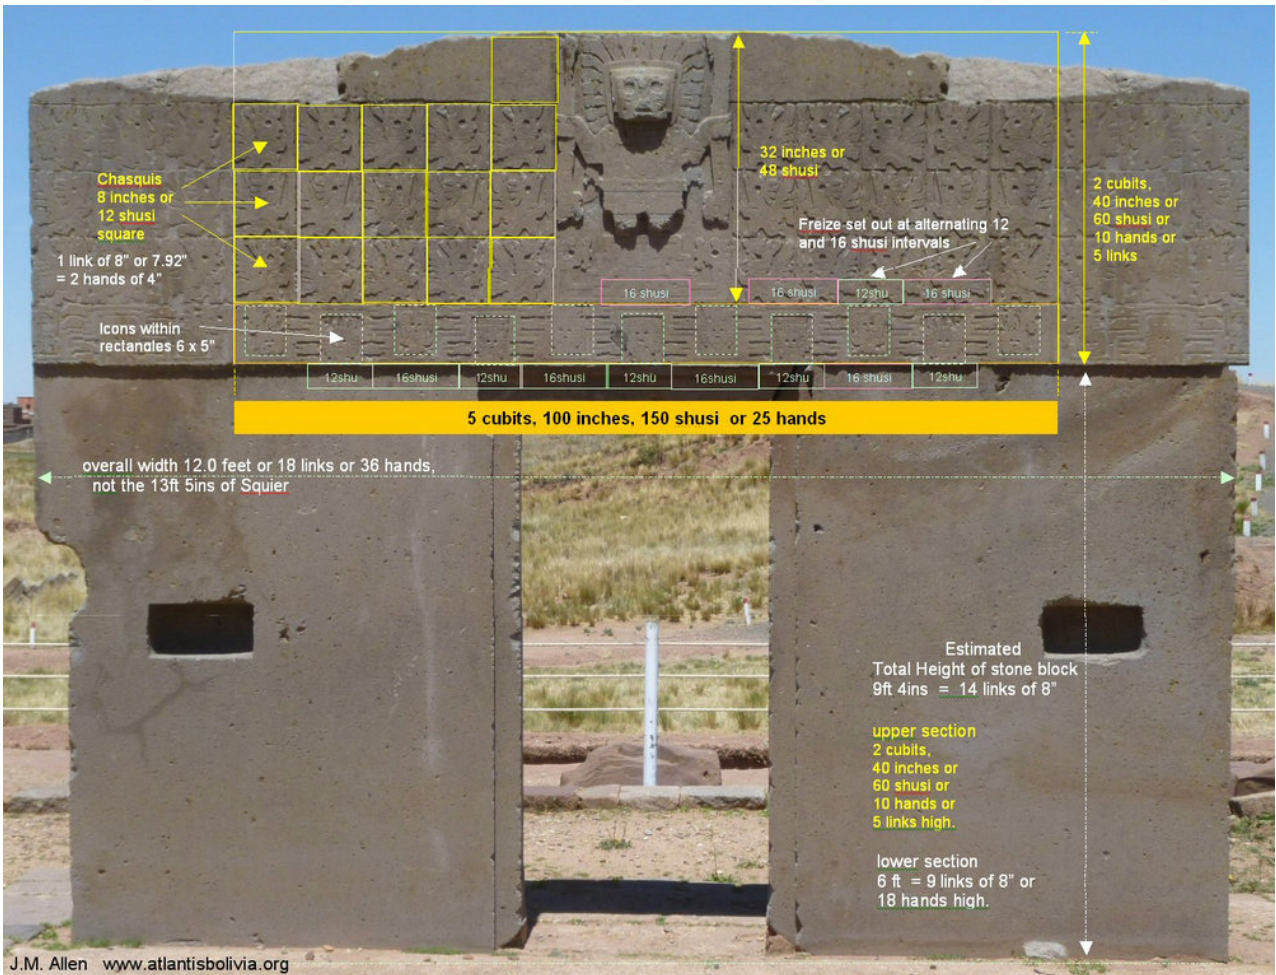 32 inches or
48 shusi
Chasquis
8 inches or
12 shusi
square
2 cubits,
40 inches or
60 shusi or
10 hands or
5 links
Freize set out at alternating 12
and 16 shusi intervals
1 link of 8" or 7.92"
= 2 hands of 4"
16 shusi
16 shusi
12shu
16 shusi
Icons within
rectangles 6 x 5"
12shu
16shusi
12shu
16shusi
12shu
16shusi
12shu
16 shusi
12shu
5 cubits, 100 inches, 150 shusi or 25 hands
overall width 12.0 feet or 18 links or 36 hands,
not the 13ft 5ins of Squier
Estimated
Total Height of stone block
9ft 4ins = 14 links of 8"
upper section
2 cubits,
40 inches or
60 shusi or
10 hands or
5 links high.
lower section
6 ft = 9 links of 8" or
18 hands high.
J.M. Allen www.atlantisbolivia.org